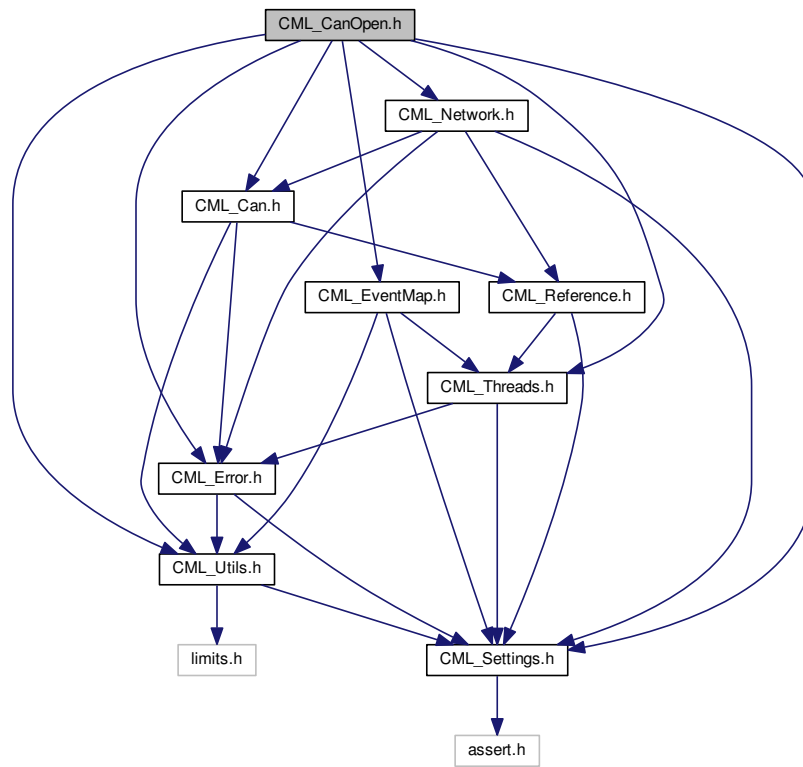 CML_CanOpen.h
CML_Network.h
CML_Can.h
CML_EventMap.h
CML_Reference.h
CML_Threads.h
CML_Error.h
CML_Utils.h
limits.h
CML_Settings.h
assert.h